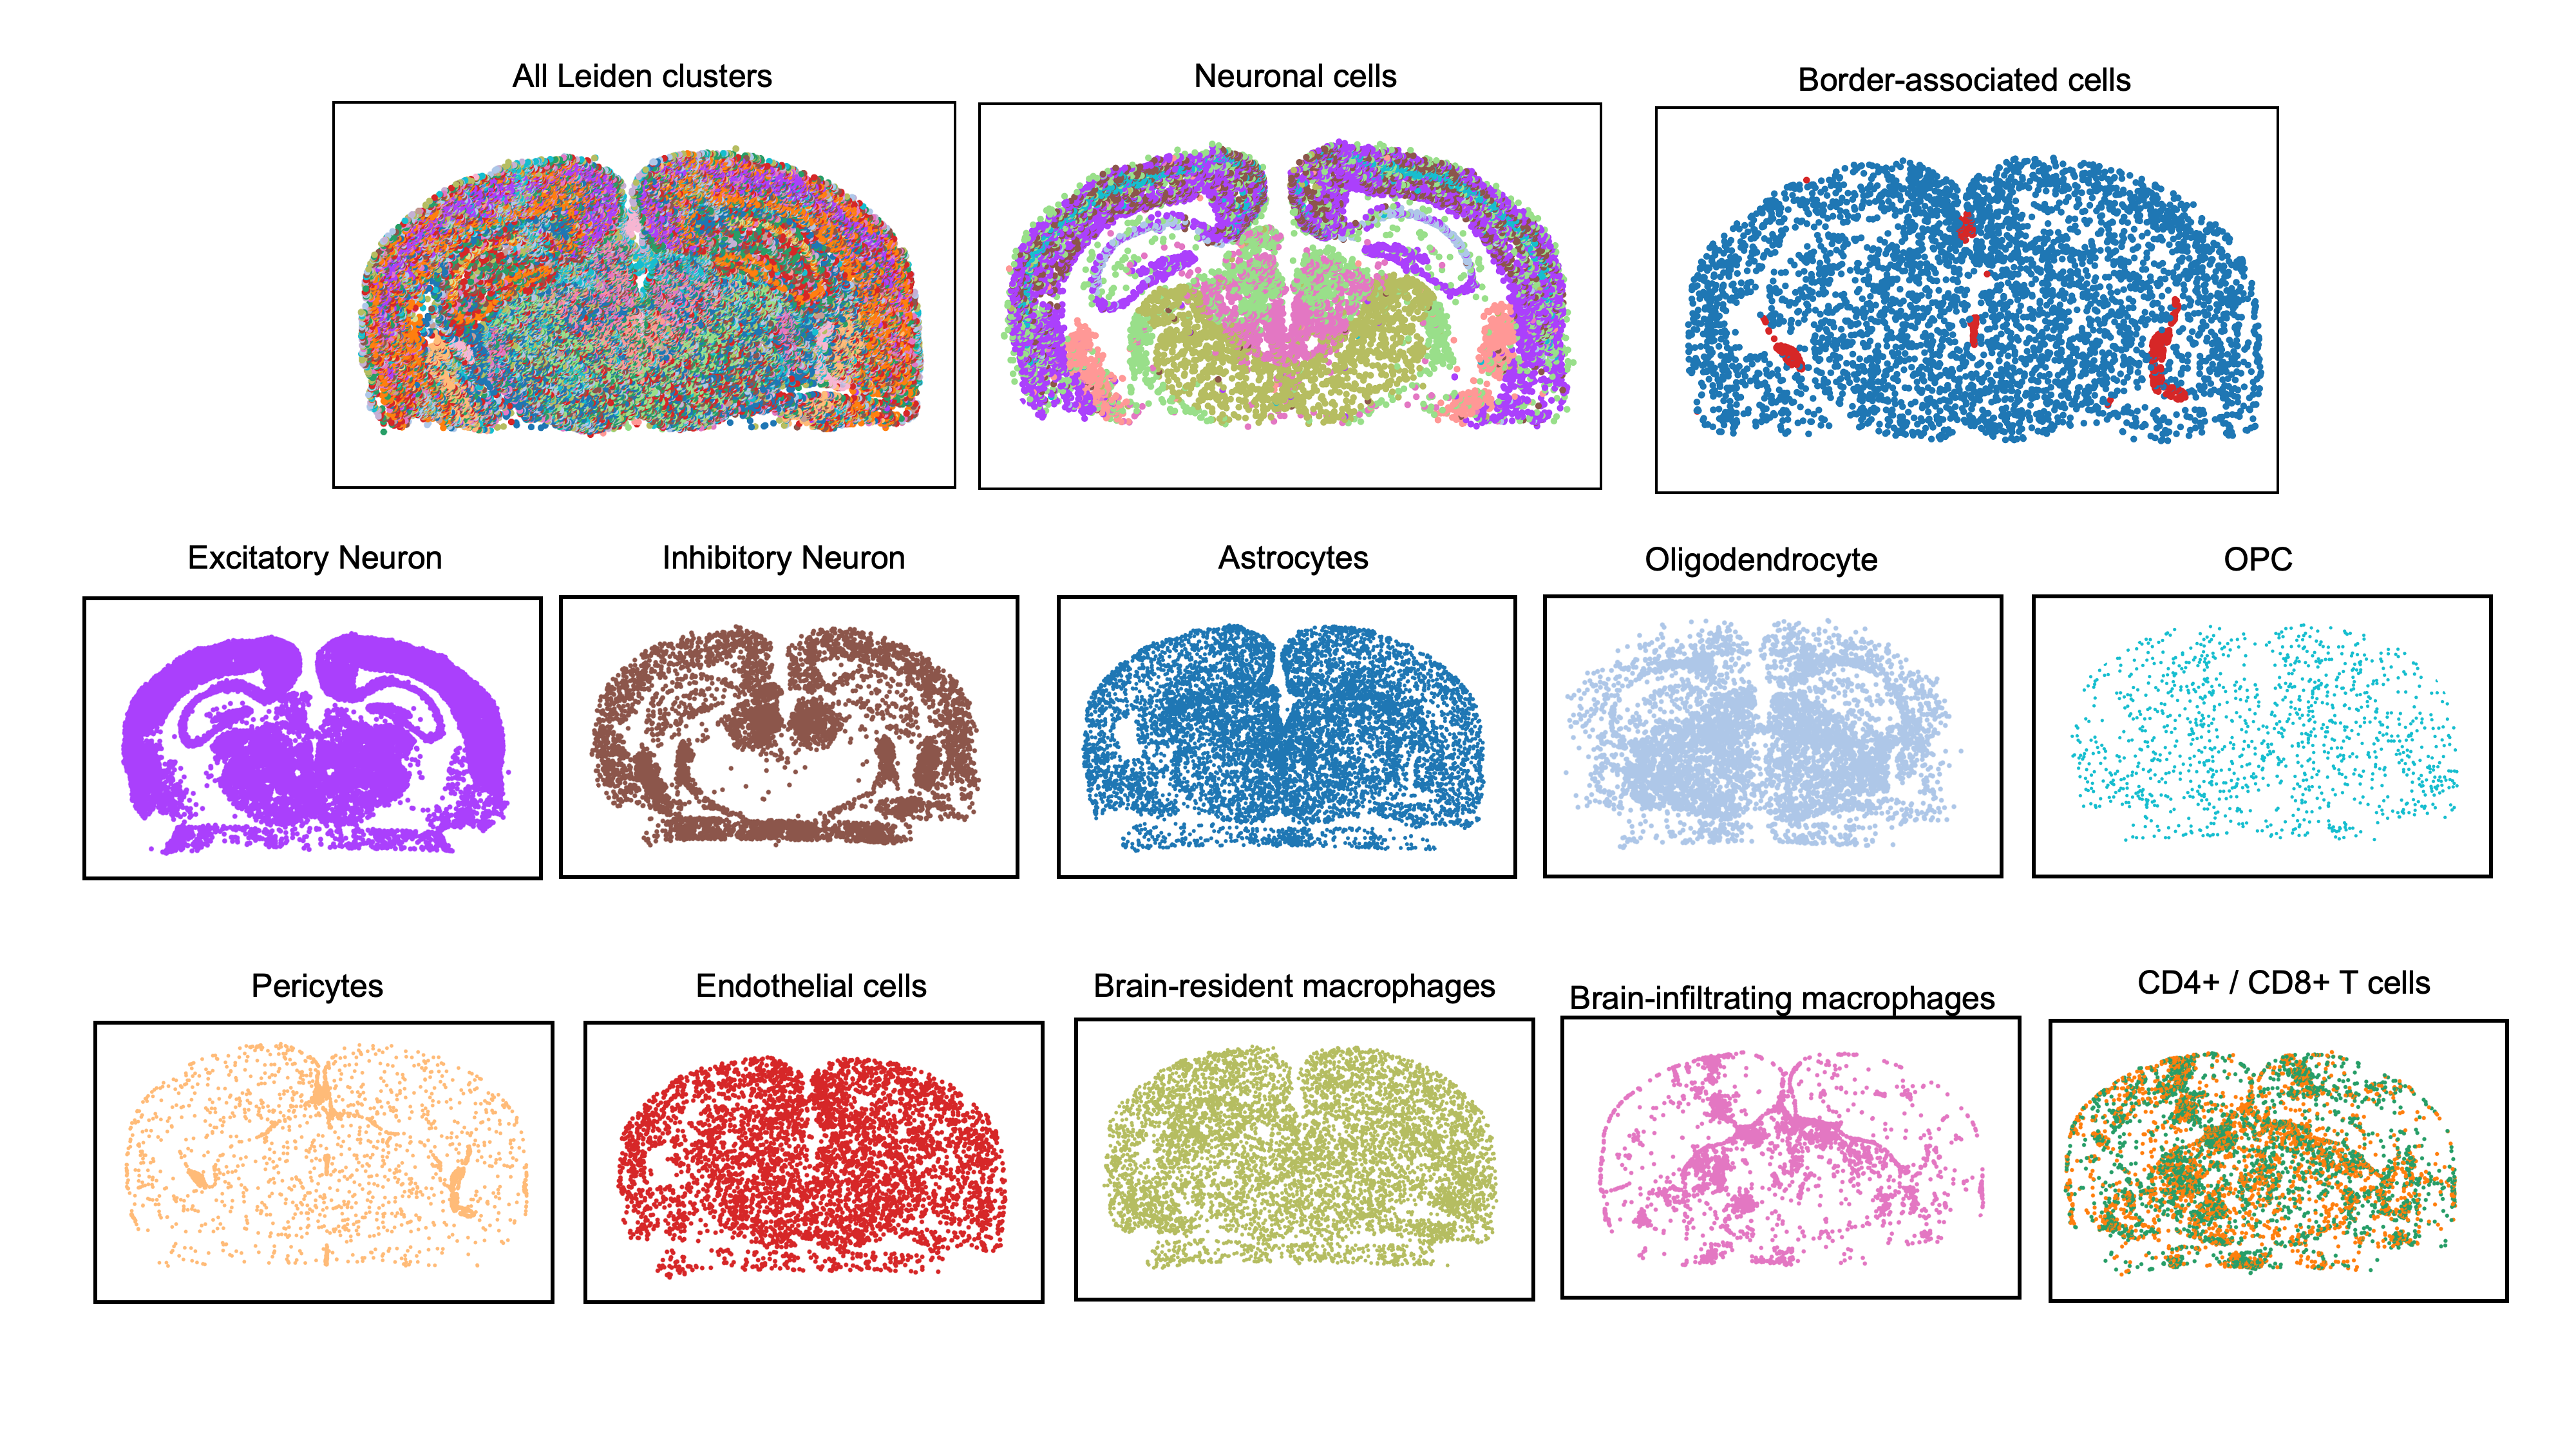 All Leiden clusters
Neuronal cells
Border-associated cells
Excitatory Neuron
Inhibitory Neuron
Astrocytes
Oligodendrocyte
OPC
Pericytes
Endothelial cells
Brain-resident macrophages
Brain-infiltrating macrophages
CD4+ / CD8+ T cells